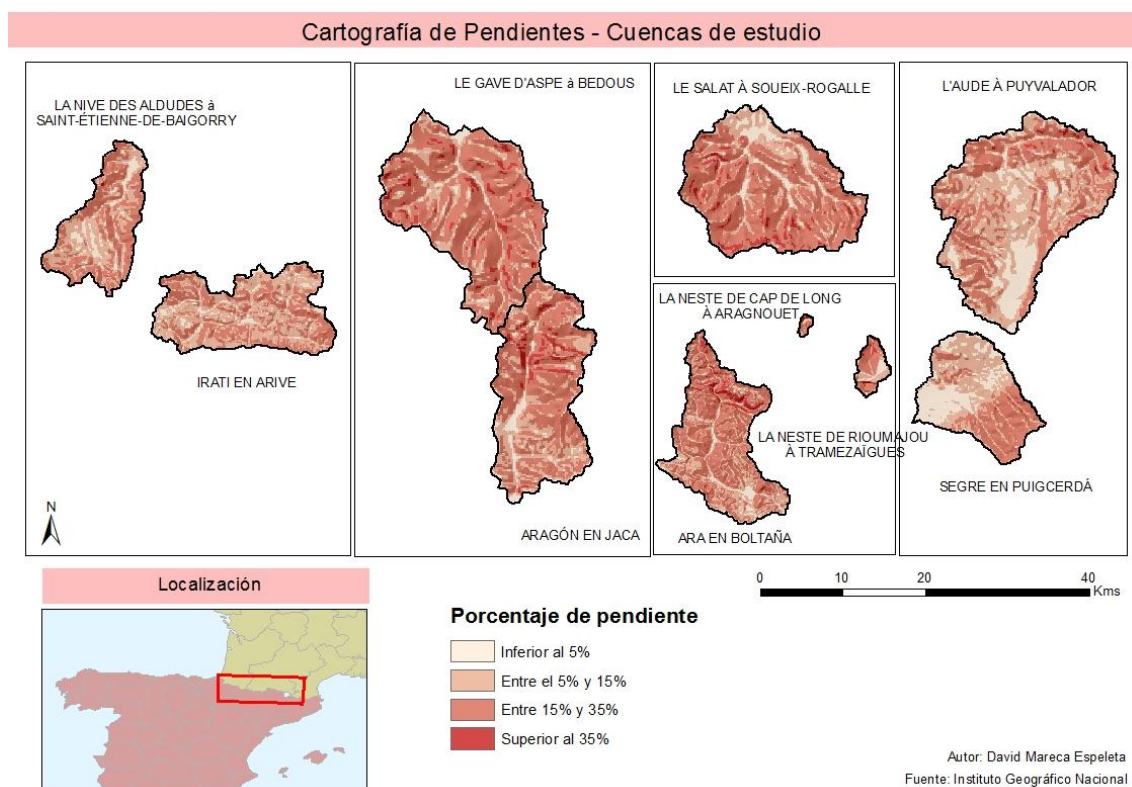 Cartografía de Pendientes - Cuencas de estudio
LA NIVE DES ALDUDES à
SAINT-ÉTIENNE-DE-BAIGORRY
IRATI EN ARIVE
N
LE GAVE D'ASPE à BEDOUS
ARAGÓN EN JACA
LE SALAT À SOUEIX-ROGALLE
LA NESTE DE CAP DE LONG
À ARAGNOUET
LA NESTE DE RIOUMAJOU
À TRAMEZAÏGUES
ARA EN BOLTAÑA
L'AUDE À PUYVALADOR
SEGRE EN PUIGCERDÁ
Localización
0 10 20 40
Kms
Porcentaje de pendiente
Inferior al 5%
Entre el 5% y 15%
Entre 15% y 35%
Superior al 35%
Autor: David Mareca Espeleta
Fuente: Instituto Geográfico Nacional